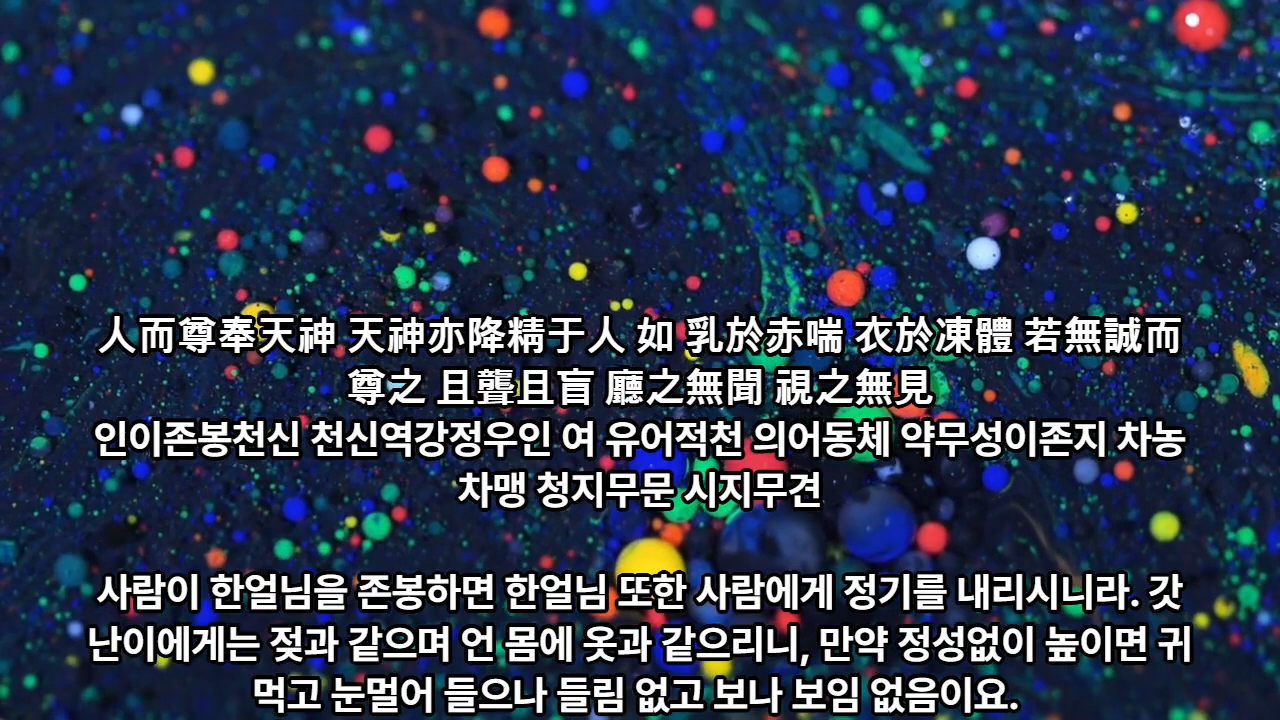 人而尊奉天神 天神亦降精于人 如 乳於赤喘 衣於凍體 若無誠而
尊之 且聾且盲 廳之無聞 視之無見
인이존봉천신 천신역강정우인 여 유어적천 의어동체 약무성이존지 차농
차맹 청지무문 시지무견
사람이 한얼님을 존봉하면 한얼님 또한 사람에게 정기를 내리시니라. 갓
난이에게는 젖과 같으며 언 몸에 옷과 같으리니, 만약 정성없이 높이면 귀
먹고 눈멀어 들으나 들림 없고 보나 보임 없음이요.